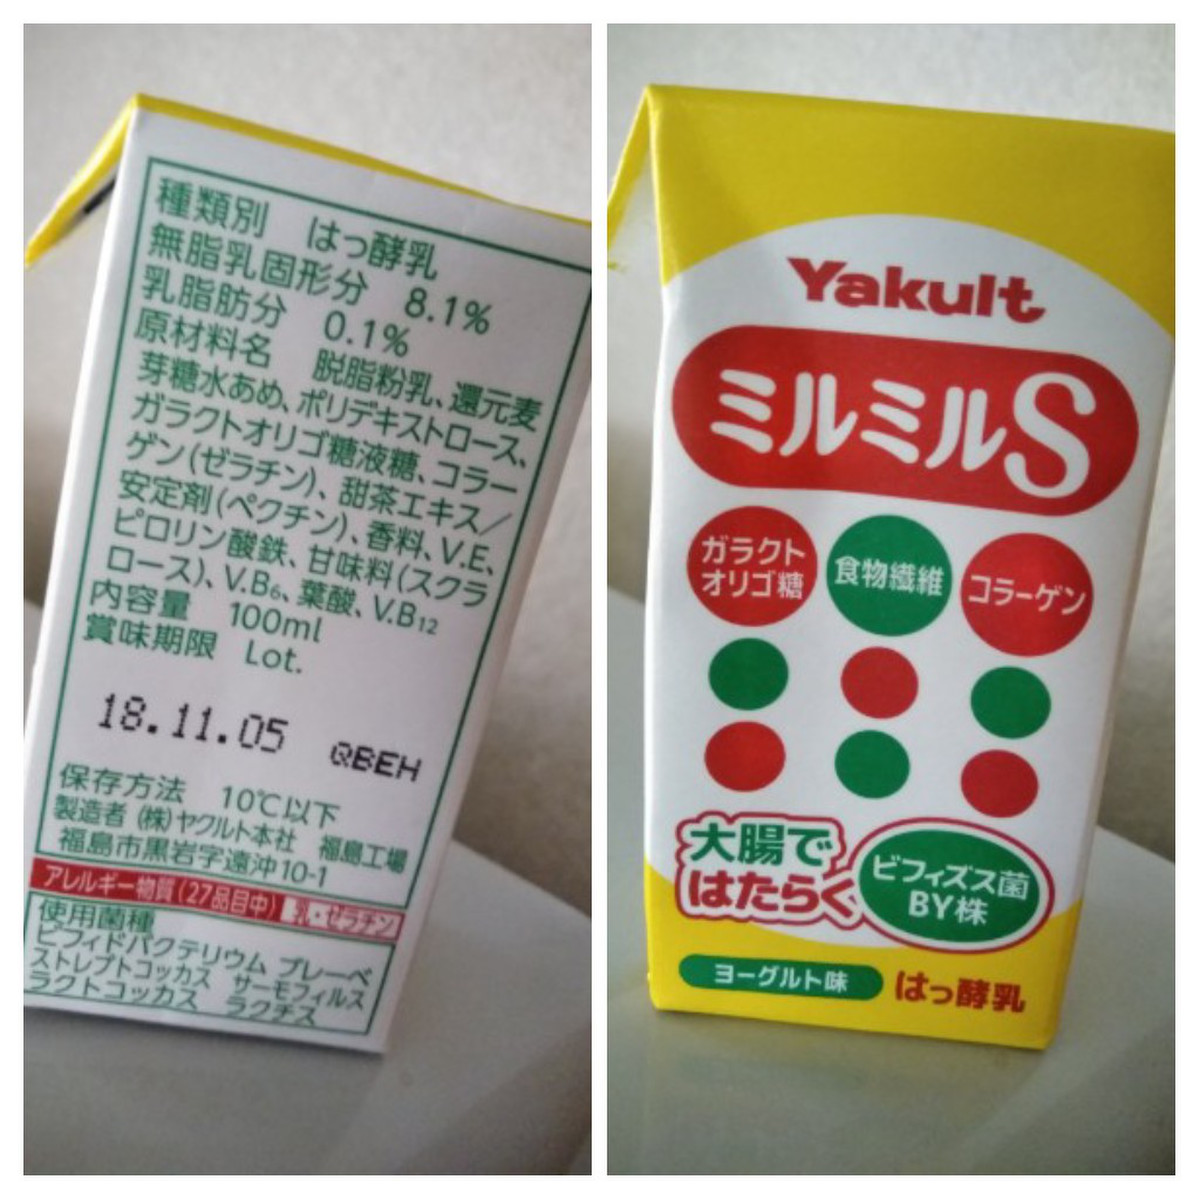 種類別 はっ酵乳
無脂乳固形分 8.1%
乳脂肪分 0.1%
原材料名 脱脂粉乳、還元麦
芽糖水あめ、ポリデキストロース、
ガラクトオリゴ糖液糖、コラー
ゲン(ゼラチン)、甜茶エキス／
安定剤(ペクチン)、香料、V.E、
ピロリン酸鉄、甘味料(スクラ
ロース)、V.B₆、葉酸、V.B₁₂
内容量 100ml
賞味期限 Lot.
18.11.05 QBEH
保存方法 10℃以下
製造者 (株)ヤクルト本社 福島工場
福島市黒岩字遠沖10-1
アレルギー物質(27品目中) 乳・ゼラチン
使用菌種
ビフィドバクテリウム ブレーベ
ストレプトコッカス サーモフィルス
ラクトコッカス ラクチス
Yakult
ミルミルS
ガラクト
オリゴ糖
食物繊維
コラーゲン
大腸で
はたらく
ビフィズス菌
BY株
ヨーグルト味
はっ酵乳